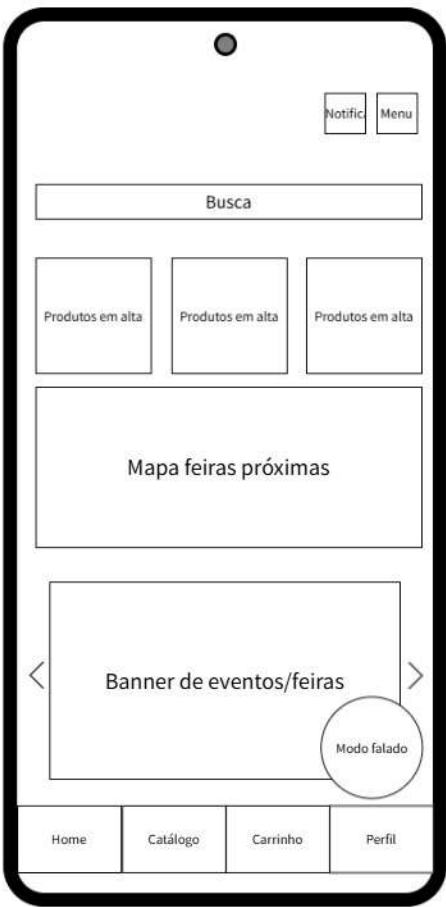 Notific
Menu
Busca
Produtos em alta
Produtos em alta
Produtos em alta
Mapa feiras próximas
Banner de eventos/feiras
Modo falado
Home
Catálogo
Carrinho
Perfil